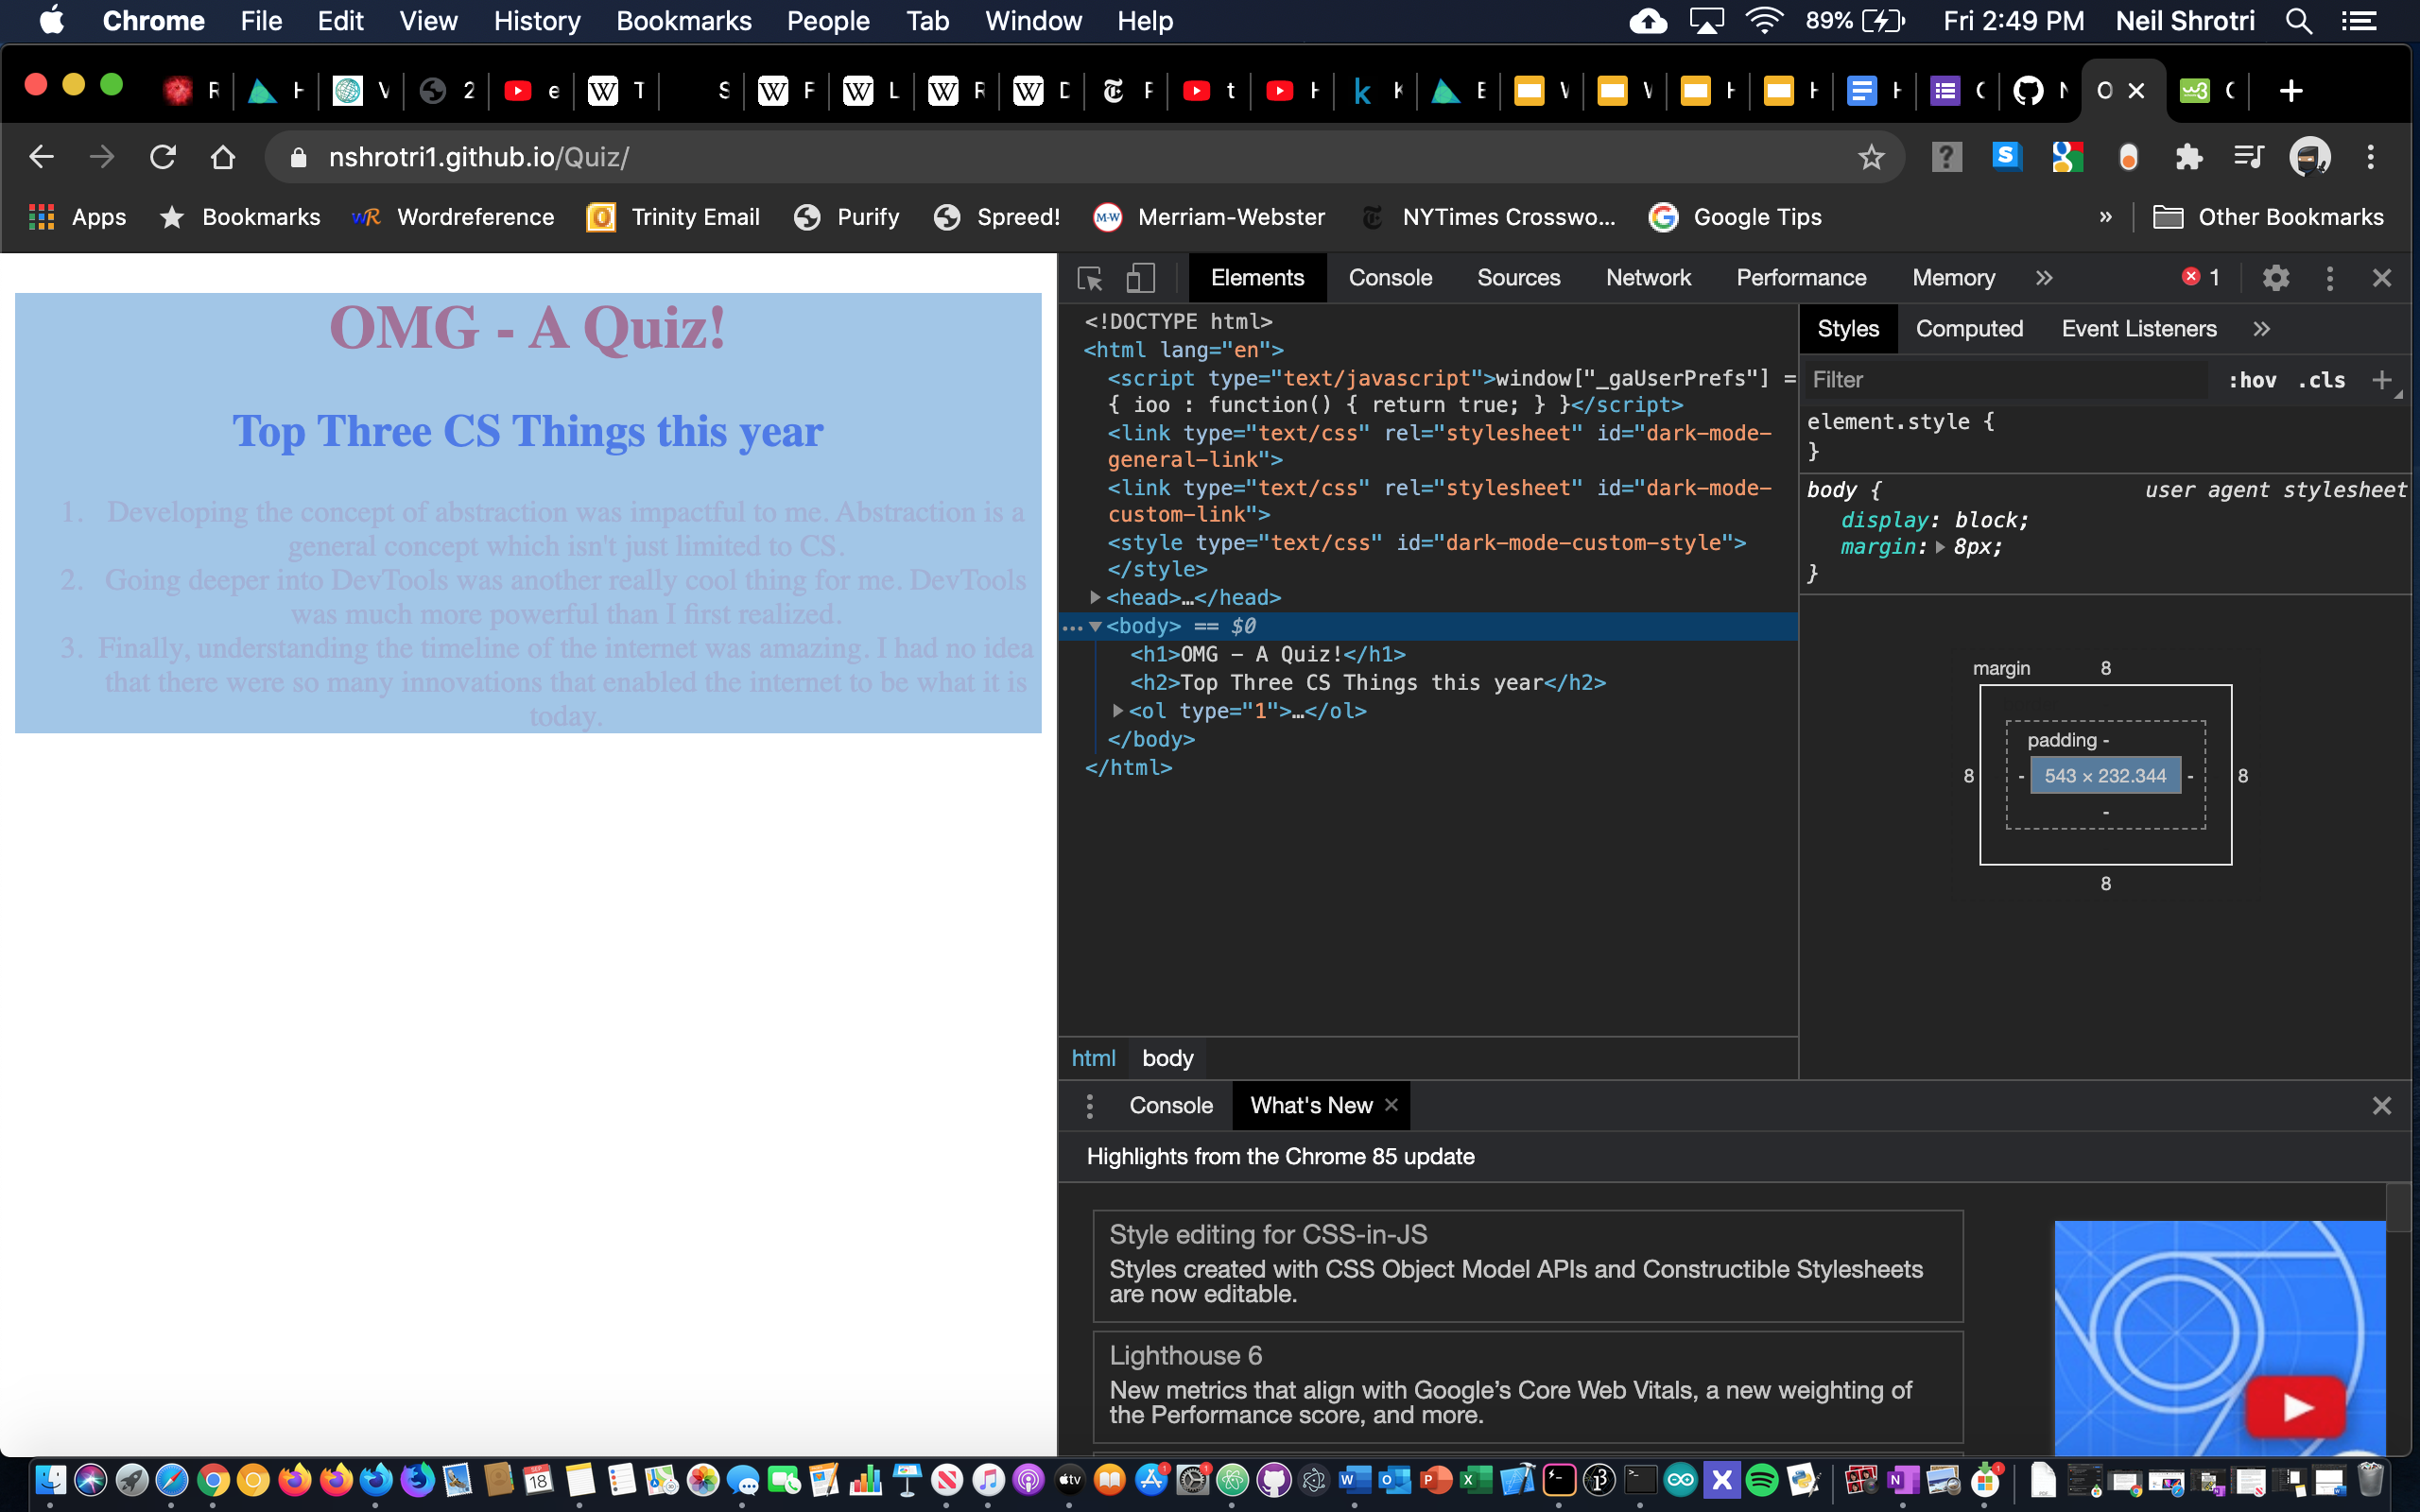 Chrome File Edit View History Bookmarks People Tab Window Help 89% Fri 2:49 PM Neil Shrotri
nshrotri1.github.io/Quiz/
Apps Bookmarks Wordreference Trinity Email Purify Spreed! Merriam-Webster NYTimes Crosswo... Google Tips » Other Bookmarks
OMG - A Quiz!
Top Three CS Things this year
1. Developing the concept of abstraction was impactful to me. Abstraction is a
general concept which isn't just limited to CS.
2. Going deeper into DevTools was another really cool thing for me. DevTools
was much more powerful than I first realized.
3. Finally, understanding the timeline of the internet was amazing. I had no idea
that there were so many innovations that enabled the internet to be what it is
today.
Elements Console Sources Network Performance Memory » 1
<!DOCTYPE html>
<html lang="en">
<script type="text/javascript">window["_gaUserPrefs"] =
{ ioo : function() { return true; } }</script>
<link type="text/css" rel="stylesheet" id="dark-mode-
general-link">
<link type="text/css" rel="stylesheet" id="dark-mode-
custom-link">
<style type="text/css" id="dark-mode-custom-style">
</style>
<head>…</head>
<body> == $0
<h1>OMG - A Quiz!</h1>
<h2>Top Three CS Things this year</h2>
<ol type="1">…</ol>
</body>
</html>
html body
Styles Computed Event Listeners »
Filter :hov .cls +
element.style {
}
body { user agent stylesheet
display: block;
margin: 8px;
}
margin 8
padding -
8 - 543 × 232.344 - 8
-
8
Console What's New
Highlights from the Chrome 85 update
Style editing for CSS-in-JS
Styles created with CSS Object Model APIs and Constructible Stylesheets
are now editable.
Lighthouse 6
New metrics that align with Google's Core Web Vitals, a new weighting of
the Performance score, and more.